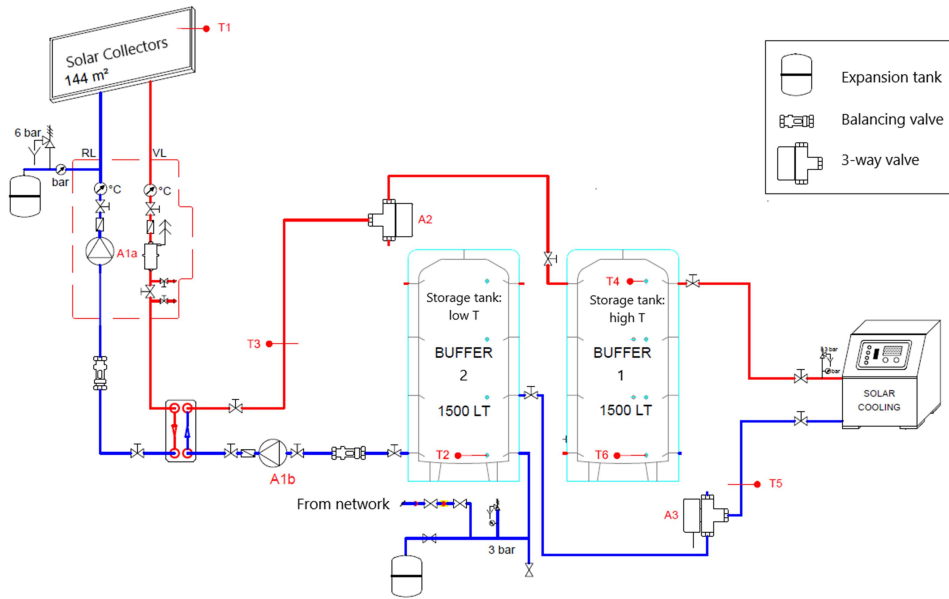 Solar Collectors
144 m²
T1
6 bar
RL
VL
bar
°C
°C
A1a
A2
T3
Storage tank:
low T
BUFFER
2
1500 LT
T2
T4
Storage tank:
high T
BUFFER
1
1500 LT
T6
3 bar
bar
SOLAR
COOLING
A1b
From network
3 bar
A3
T5
Expansion tank
Balancing valve
3-way valve